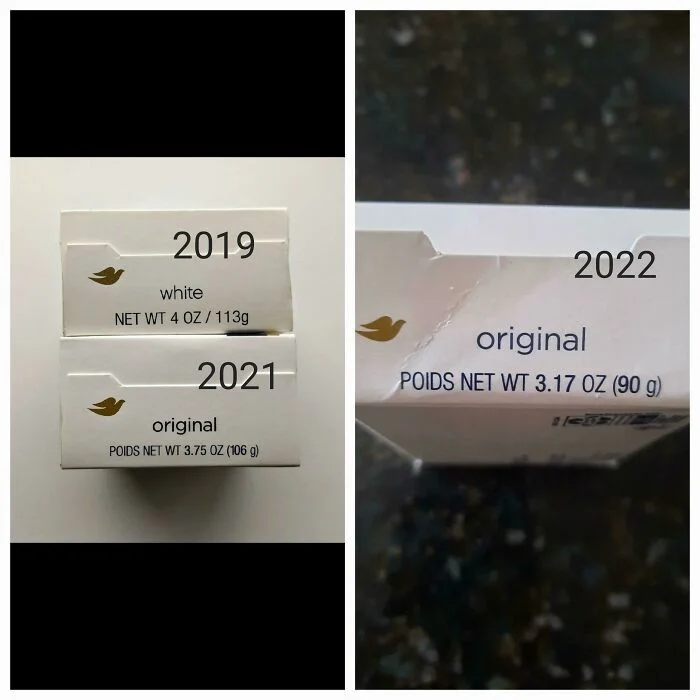 2019
white
NET WT 4 OZ / 113g
2021
original
POIDS NET WT 3.75 OZ (106 g)
2022
original
POIDS NET WT 3.17 OZ (90 g)